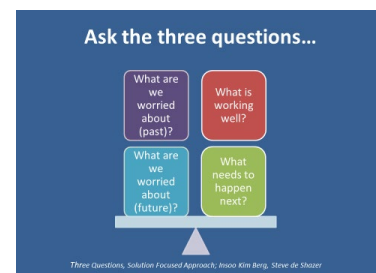 Ask the three questions...
What are
we
worried
about
(past)?
What is
working
well?
What are
we
worried
about
(future)?
What
needs to
happen
next?
Three Questions, Solution Focused Approach; Insoo Kim Berg, Steve de Shazer